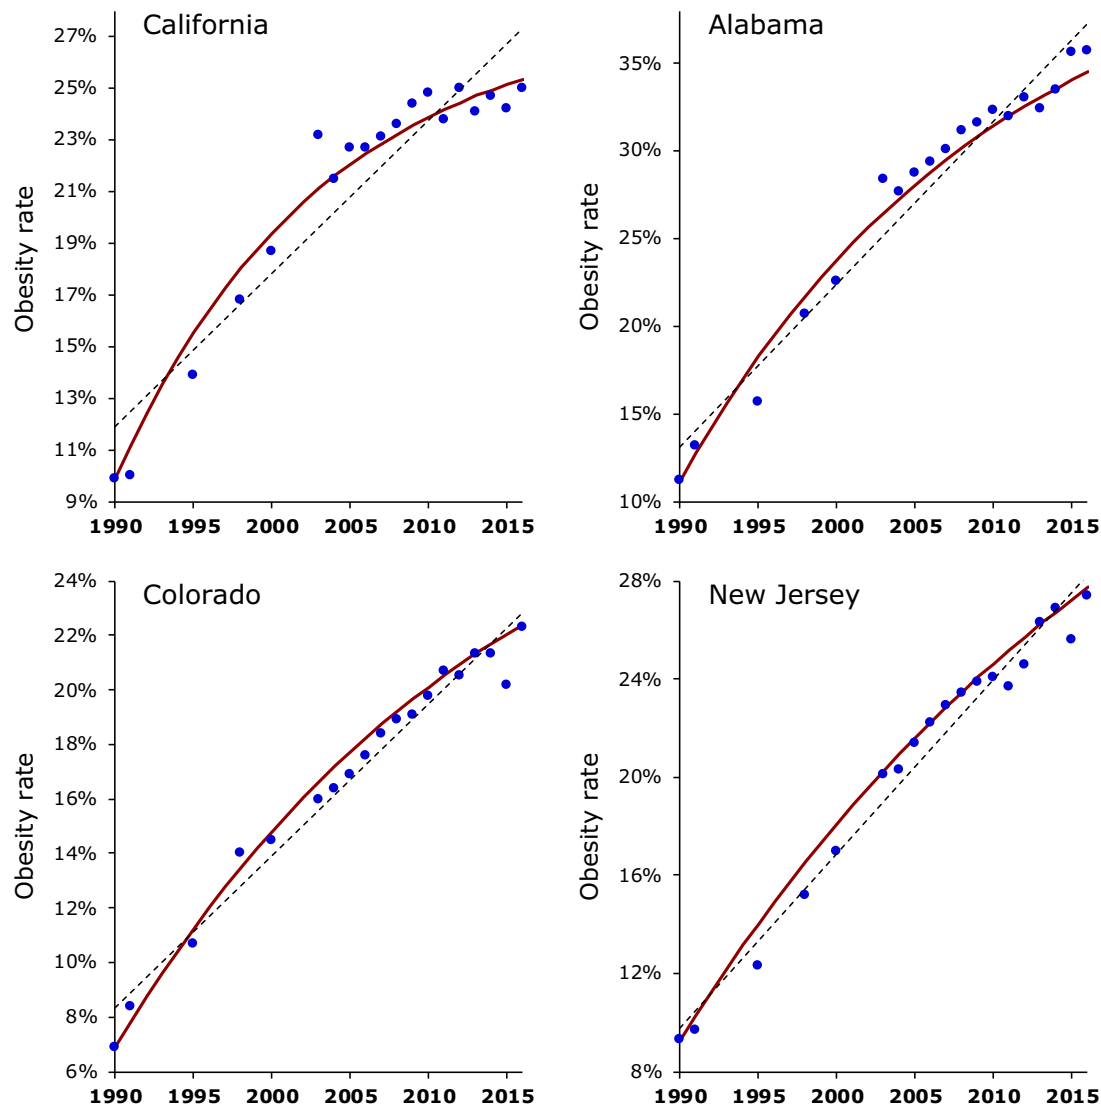 California
Obesity rate
27%
25%
23%
21%
19%
17%
15%
13%
11%
9%
1990 1995 2000 2005 2010 2015
Alabama
Obesity rate
35%
30%
25%
20%
15%
10%
1990 1995 2000 2005 2010 2015
Colorado
Obesity rate
24%
22%
20%
18%
16%
14%
12%
10%
8%
6%
1990 1995 2000 2005 2010 2015
New Jersey
Obesity rate
28%
24%
20%
16%
12%
8%
1990 1995 2000 2005 2010 2015